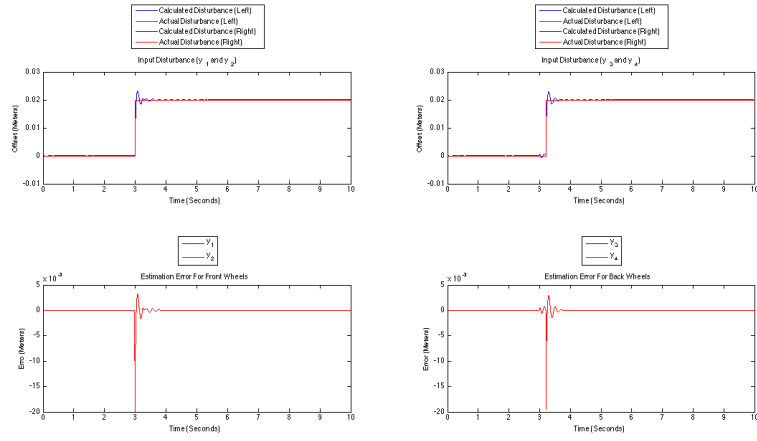 Calculated Disturbance (Left)
Actual Disturbance (Left)
Calculated Disturbance (Right)
Actual Disturbance (Right)
Input Disturbance (y 1 and y 2)
0.03
0.02
0.01
0
-0.01
Offset (Meters)
0 1 2 3 4 5 6 7 8 9 10
Time (Seconds)
Calculated Disturbance (Left)
Actual Disturbance (Left)
Calculated Disturbance (Right)
Actual Disturbance (Right)
Input Disturbance (y 3 and y 4)
0.03
0.02
0.01
0
-0.01
Offset (Meters)
0 1 2 3 4 5 6 7 8 9 10
Time (Seconds)
y1
y2
Estimation Error For Front Wheels
x 10-3
5
0
-5
-10
-15
-20
Erro (Meters)
0 1 2 3 4 5 6 7 8 9 10
Time (Seconds)
y3
y4
Estimation Error For Back Wheels
x 10-3
5
0
-5
-10
-15
-20
Error (Meters)
0 1 2 3 4 5 6 7 8 9 10
Time (Seconds)